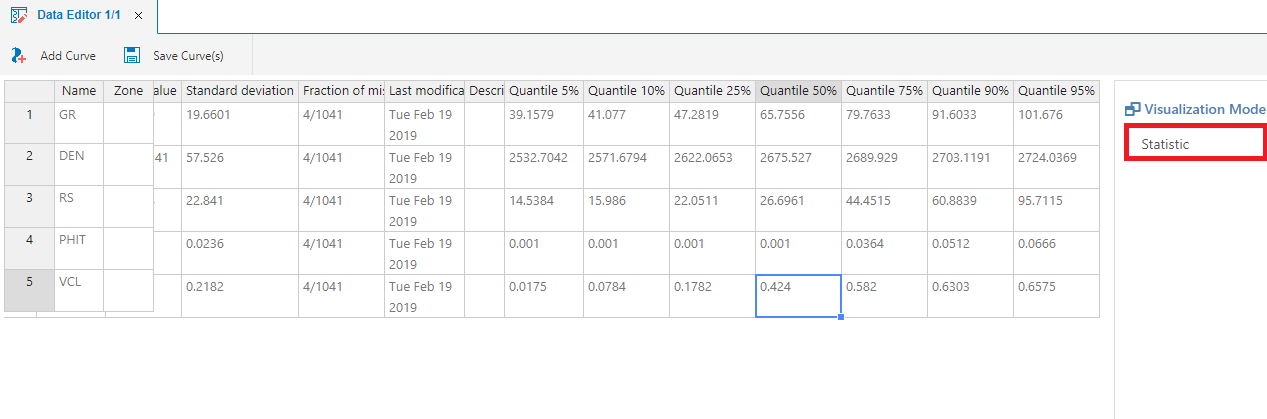 Data Editor 1/1
Add Curve Save Curve(s)
Name Zone alue Standard deviation Fraction of mis Last modifica Descri Quantile 5% Quantile 10% Quantile 25% Quantile 50% Quantile 75% Quantile 90% Quantile 95%
1 GR 19.6601 4/1041 Tue Feb 19 39.1579 41.077 47.2819 65.7556 79.7633 91.6033 101.676
2019
2 DEN 41 57.526 4/1041 Tue Feb 19 2532.7042 2571.6794 2622.0653 2675.527 2689.929 2703.1191 2724.0369
2019
3 RS 22.841 4/1041 Tue Feb 19 14.5384 15.986 22.0511 26.6961 44.4515 60.8839 95.7115
2019
4 PHIT 0.0236 4/1041 Tue Feb 19 0.001 0.001 0.001 0.001 0.0364 0.0512 0.0666
2019
5 VCL 0.2182 4/1041 Tue Feb 19 0.0175 0.0784 0.1782 0.424 0.582 0.6303 0.6575
2019
Visualization Mode
Statistic